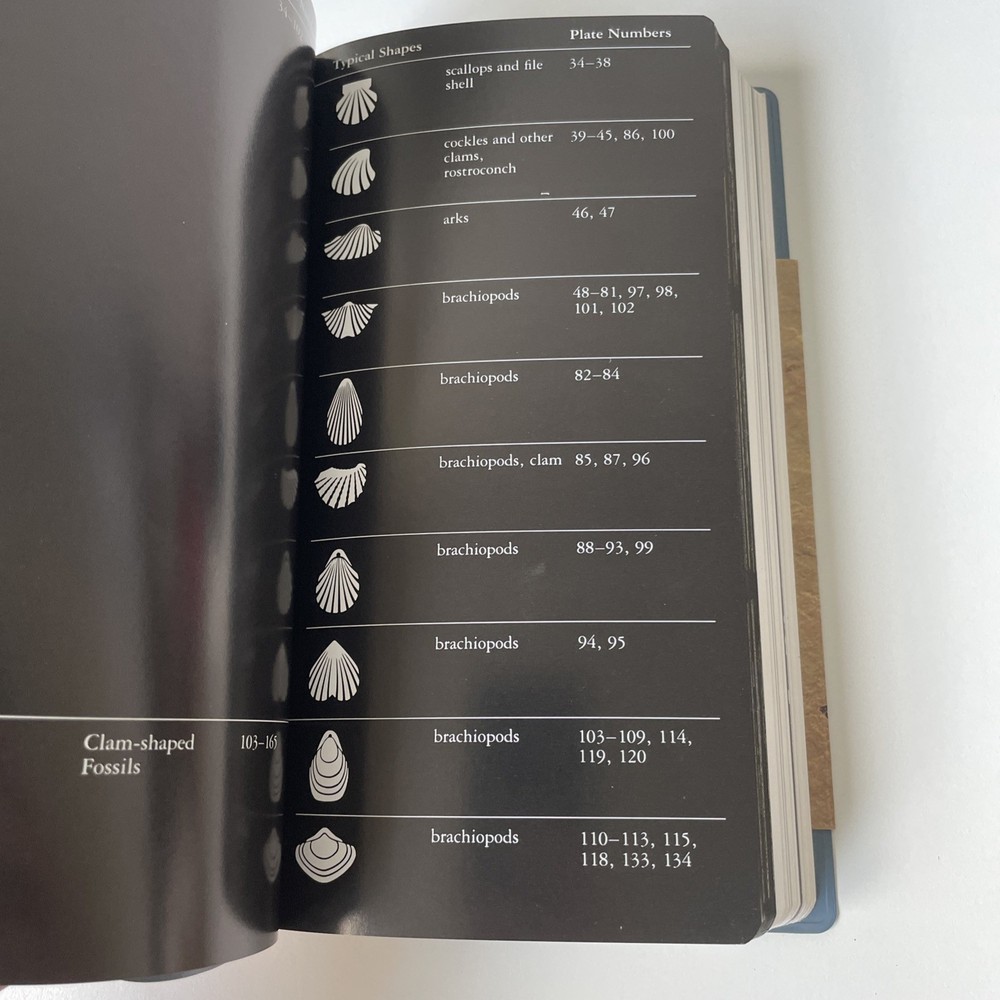 Clam-shaped 103–165
Fossils
Typical Shapes Plate Numbers
scallops and file 34–38
shell
cockles and other 39–45, 86, 100
clams,
rostroconch
arks 46, 47
brachiopods 48–81, 97, 98,
101, 102
brachiopods 82–84
brachiopods, clam 85, 87, 96
brachiopods 88–93, 99
brachiopods 94, 95
brachiopods 103–109, 114,
119, 120
brachiopods 110–113, 115,
118, 133, 134